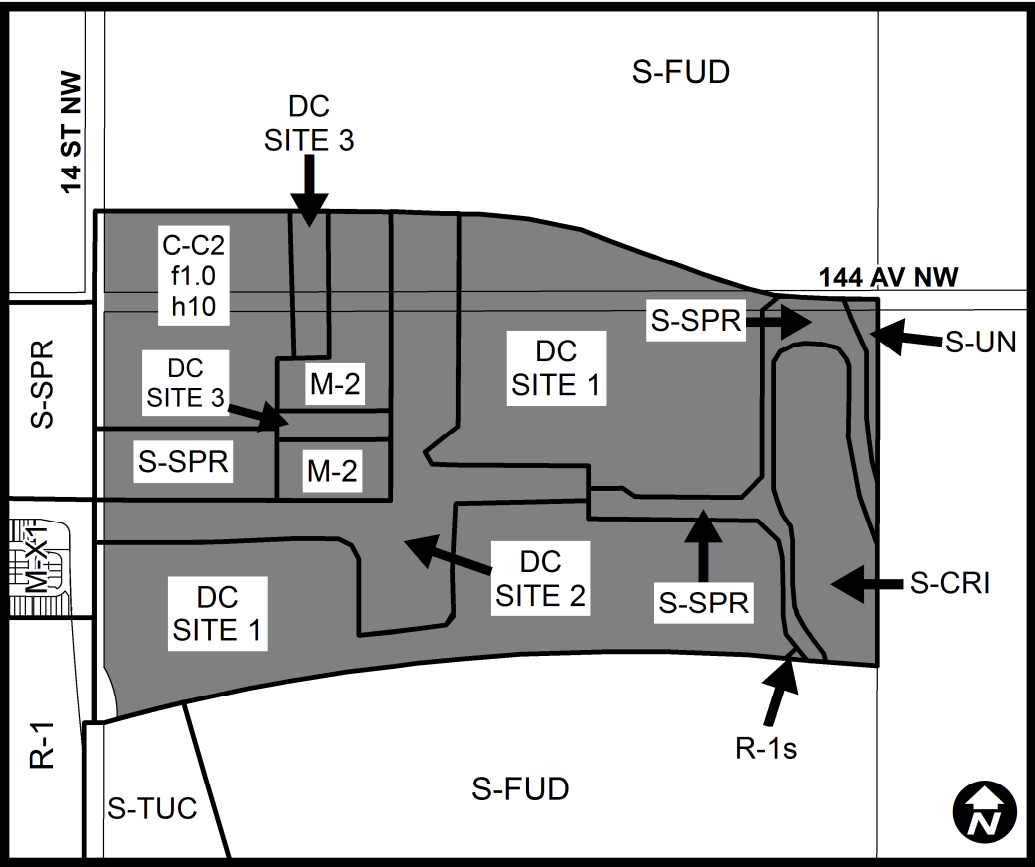 S-FUD
14 ST NW
DC
SITE 3
C-C2
f1.0
h10
144 AV NW
S-SPR
S-UN
S-SPR
DC
SITE 3
M-2
DC
SITE 1
S-SPR
M-2
M-X1
DC
SITE 2
S-SPR
S-CRI
DC
SITE 1
R-1
R-1s
S-TUC
S-FUD
N